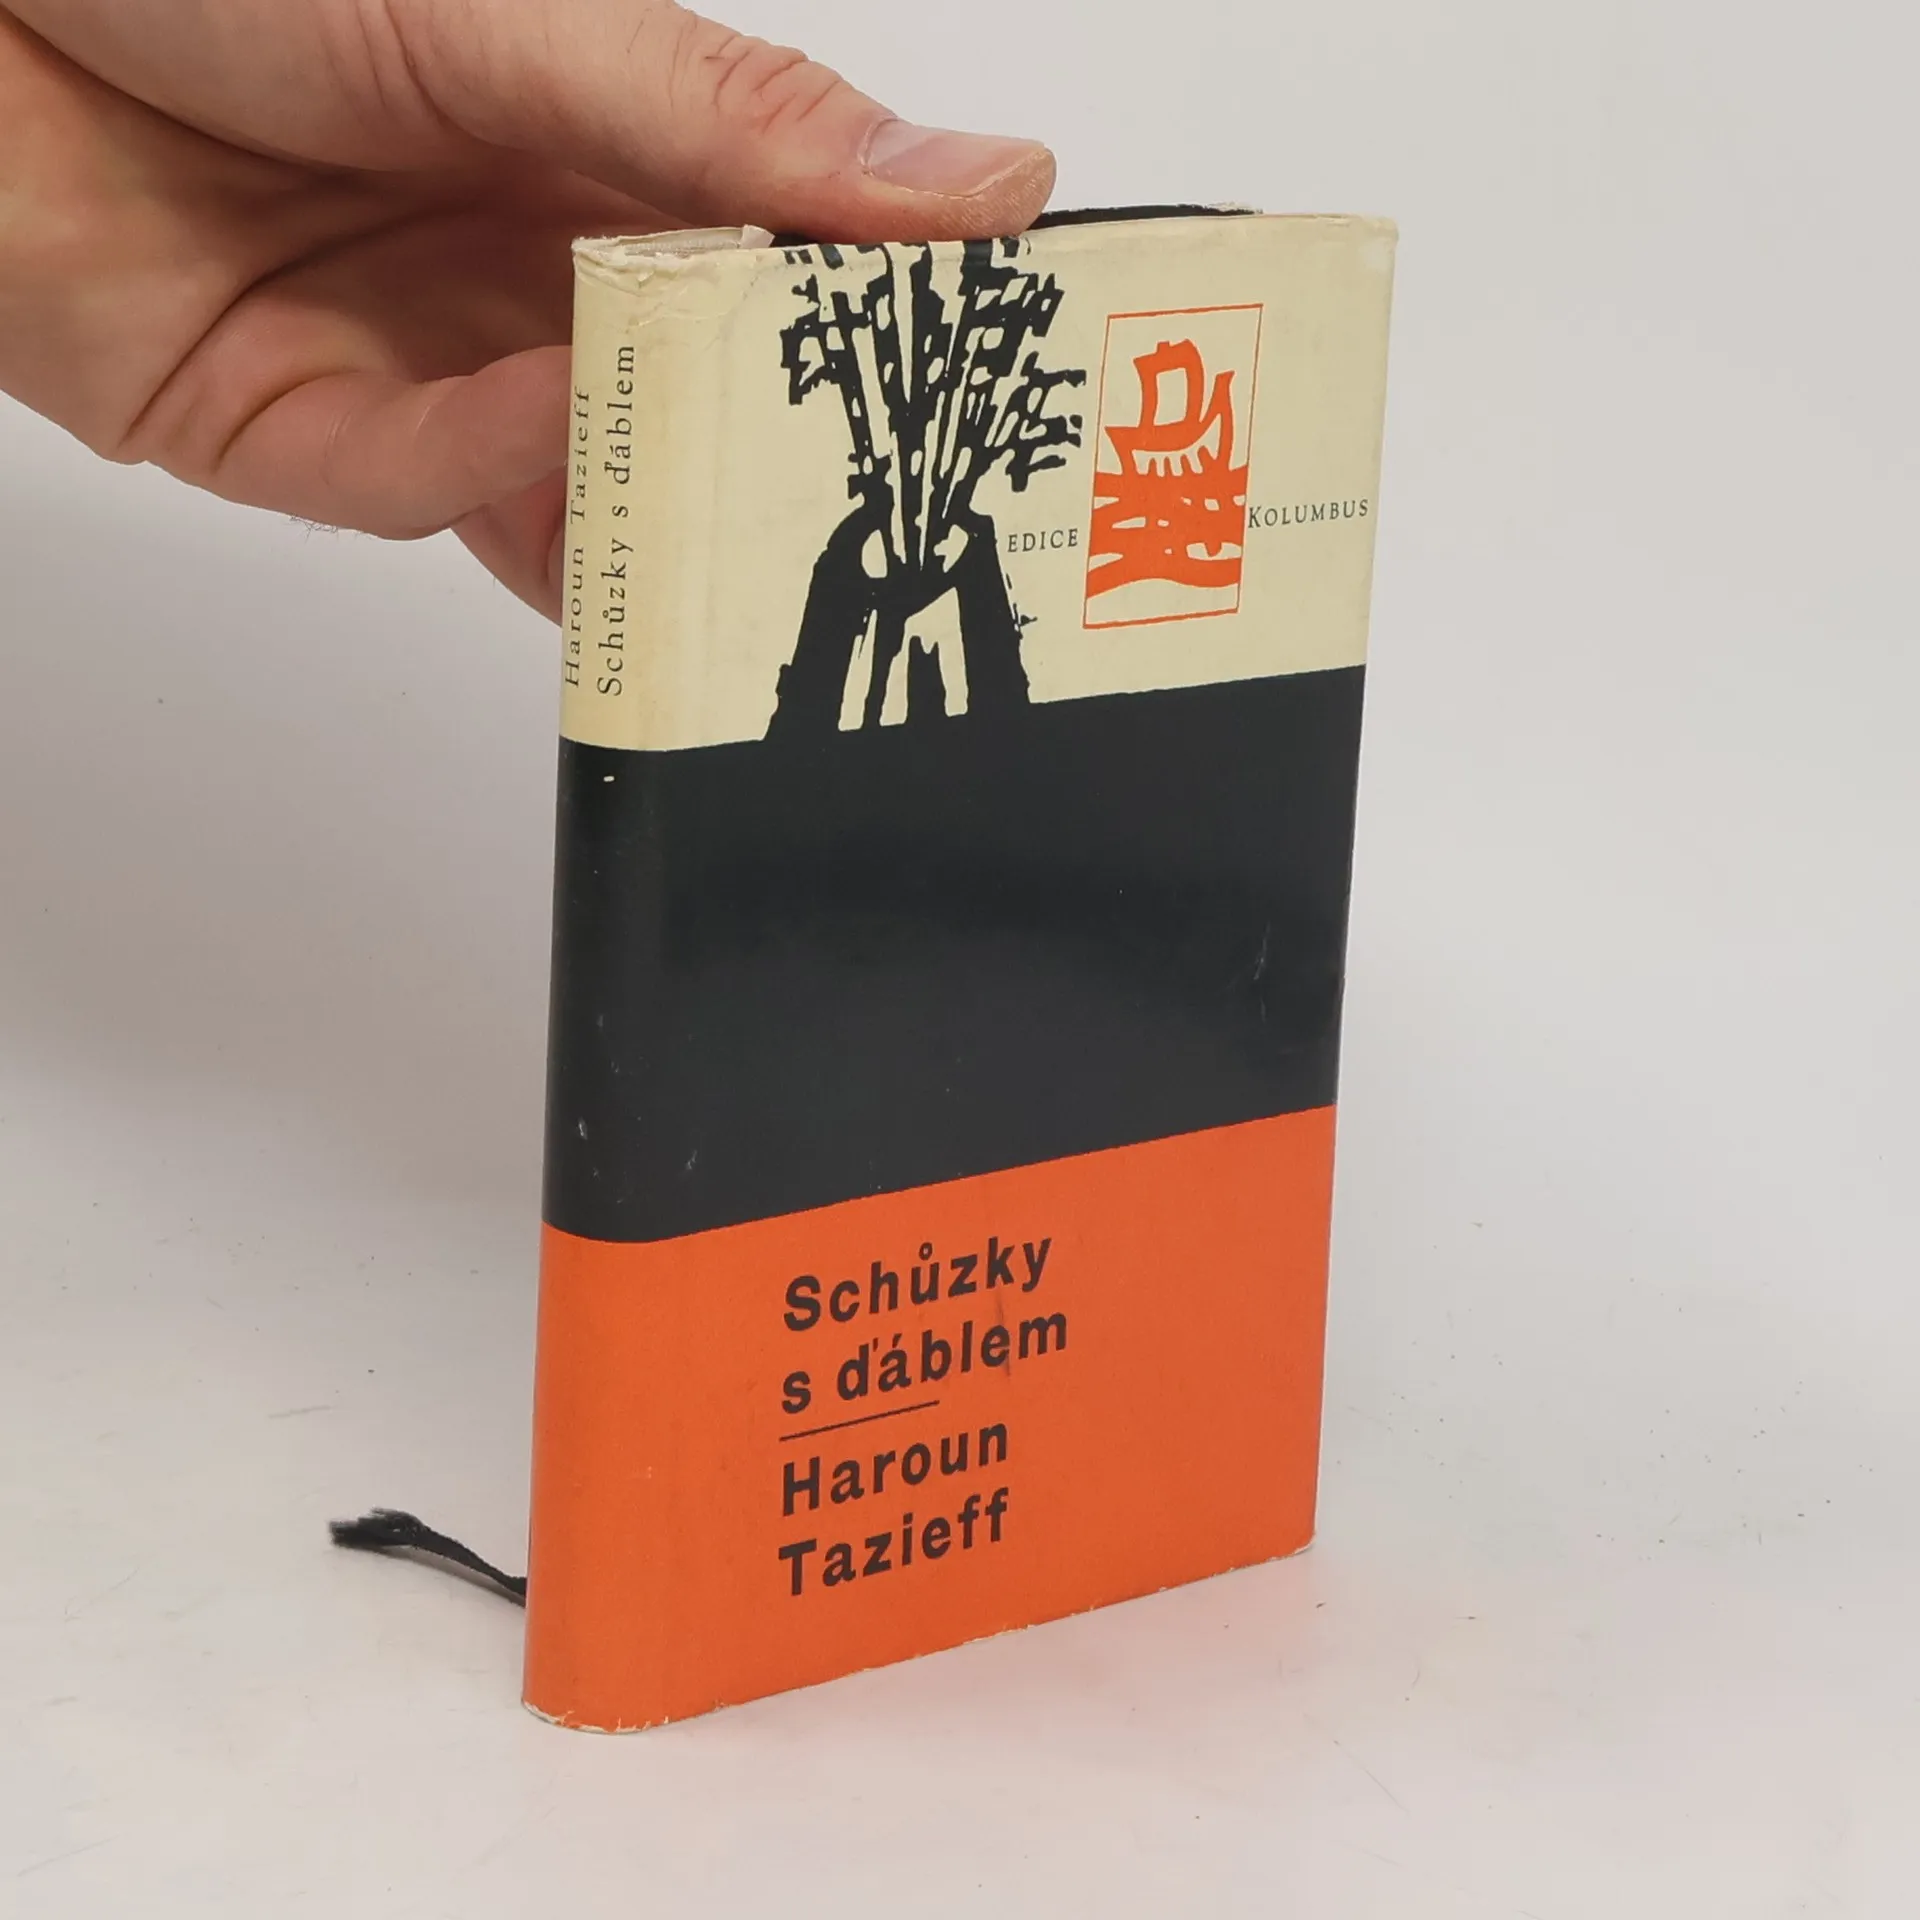 Haroun Tazieff
Schůzky s ďáblem
EDICE KOLUMBUS
Schůzky
s ďáblem
Haroun
Tazieff